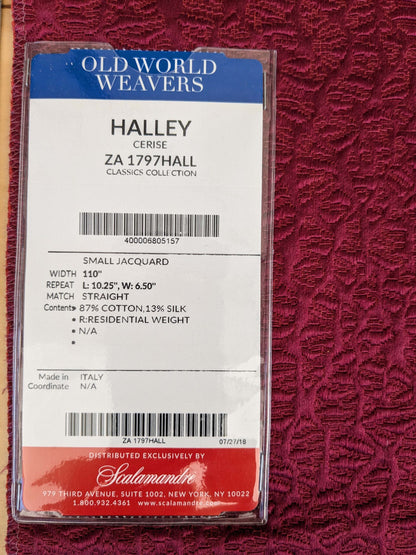 OLD WORLD
WEAVERS
HALLEY
CERISE
ZA 1797HALL
CLASSICS COLLECTION
400006805157
SMALL JACQUARD
WIDTH 110"
REPEAT L: 10.25", W: 6.50"
MATCH STRAIGHT
Contents • 87% COTTON,13% SILK
• R:RESIDENTIAL WEIGHT
• N/A
•
Made in ITALY
Coordinate N/A
ZA 1797HALL 07/27/18
DISTRIBUTED EXCLUSIVELY BY
Scalamandre
979 THIRD AVENUE, SUITE 1002, NEW YORK, NY 10022
1.800.932.4361 www.scalamandre.com